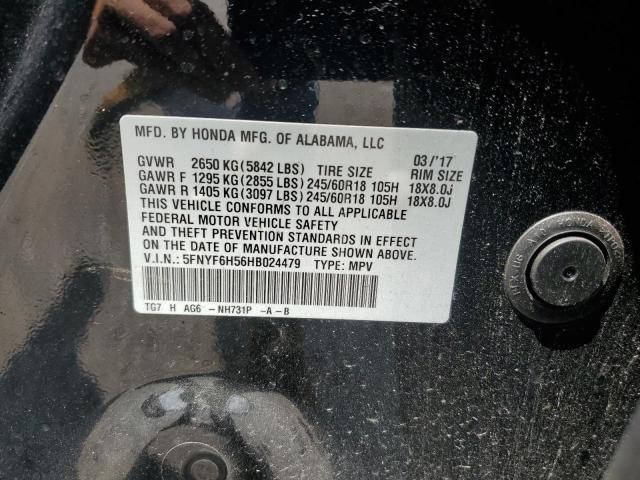 MFD. BY HONDA MFG. OF ALABAMA, LLC 03/'17
GVWR 2650 KG(5842 LBS) TIRE SIZE RIM SIZE
GAWR F 1295 KG(2855 LBS)245/60R18 105H 18X8.0J
GAWR R 1405 KG(3097 LBS)245/60R18 105H 18X8.0J
THIS VEHICLE CONFORMS TO ALL APPLICABLE
FEDERAL MOTOR VEHICLE SAFETY
AND THEFT PREVENTION STANDARDS IN EFFECT
ON THE DATE OF MANUFACTURE SHOWN ABOVE.
V.I.N.: 5FNYF6H56HB024479 TYPE: MPV
TG7 H AG6 -NH731P -A-B